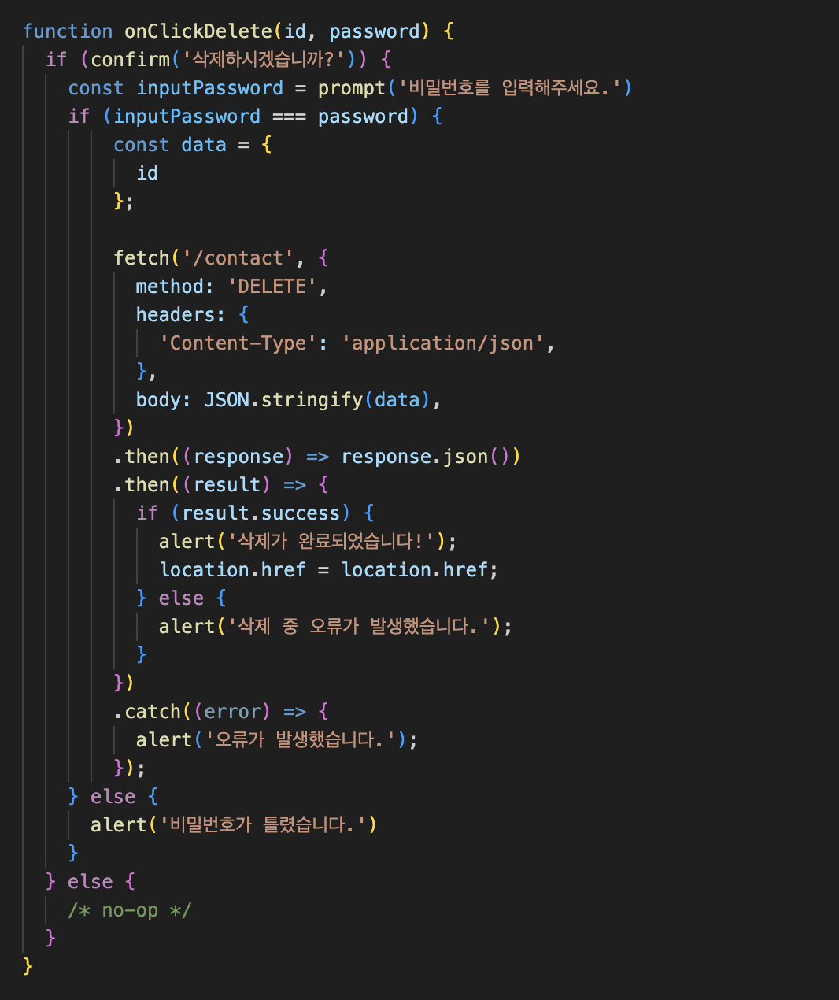 function onClickDelete(id, password) {
  if (confirm('삭제하시겠습니까?')) {
    const inputPassword = prompt('비밀번호를 입력해주세요.')
    if (inputPassword === password) {
        const data = {
          id
        };

        fetch('/contact', {
          method: 'DELETE',
          headers: {
            'Content-Type': 'application/json',
          },
          body: JSON.stringify(data),
        })
        .then((response) => response.json())
        .then((result) => {
          if (result.success) {
            alert('삭제가 완료되었습니다!');
            location.href = location.href;
          } else {
            alert('삭제 중 오류가 발생했습니다.');
          }
        })
        .catch((error) => {
          alert('오류가 발생했습니다.');
        });
    } else {
      alert('비밀번호가 틀렸습니다.')
    }
  } else {
    /* no-op */
  }
}